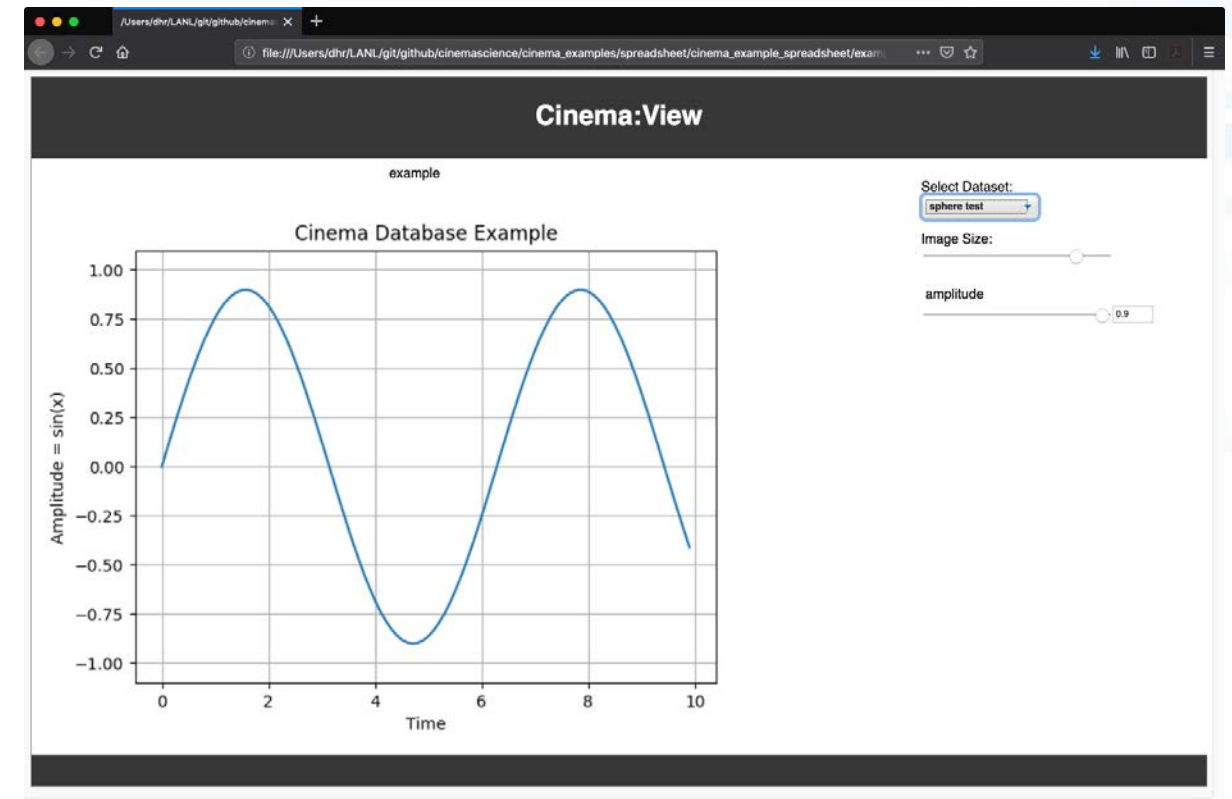 /Users/dhr/LANL/git/github/cinema
file:///Users/dhr/LANL/git/github/cinemascience/cinema_examples/spreadsheet/cinema_example_spreadsheet/exam
Cinema:View
example
Select Dataset:
sphere test
Image Size:
amplitude
0.9
Cinema Database Example
1.00
0.75
0.50
0.25
0.00
−0.25
−0.50
−0.75
−1.00
Amplitude = sin(x)
0 2 4 6 8 10
Time